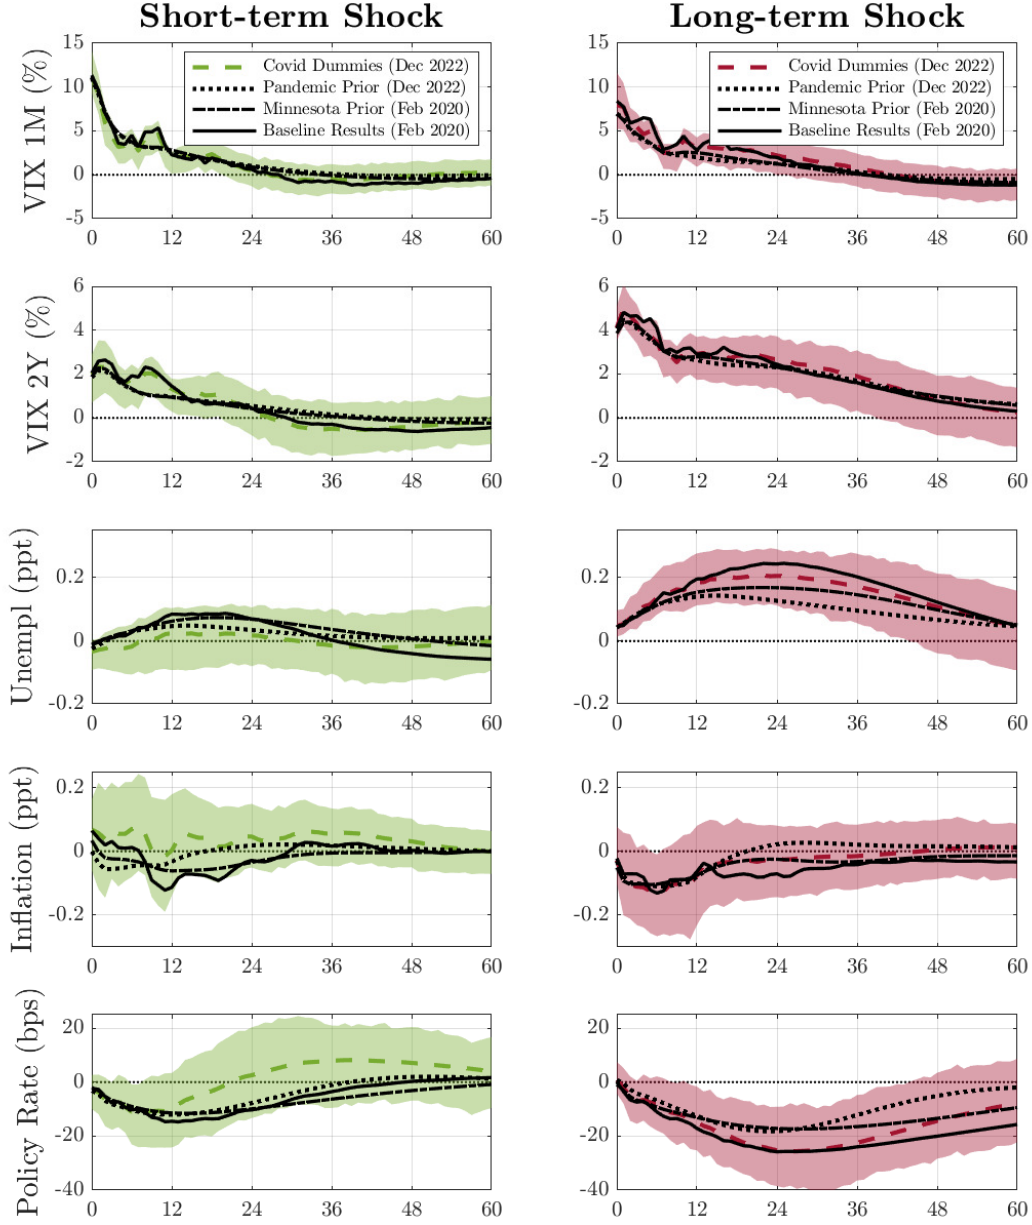 Short-term Shock
Long-term Shock
VIX 1M (%)
15
10
5
0
-5
Covid Dummies (Dec 2022)
Pandemic Prior (Dec 2022)
Minnesota Prior (Feb 2020)
Baseline Results (Feb 2020)
0 12 24 36 48 60
15
10
5
0
-5
Covid Dummies (Dec 2022)
Pandemic Prior (Dec 2022)
Minnesota Prior (Feb 2020)
Baseline Results (Feb 2020)
0 12 24 36 48 60
VIX 2Y (%)
6
4
2
0
-2
0 12 24 36 48 60
6
4
2
0
-2
0 12 24 36 48 60
Unempl (ppt)
0.2
0
-0.2
0 12 24 36 48 60
0.2
0
-0.2
0 12 24 36 48 60
Inflation (ppt)
0.2
0
-0.2
0 12 24 36 48 60
0.2
0
-0.2
0 12 24 36 48 60
Policy Rate (bps)
20
0
-20
-40
0 12 24 36 48 60
20
0
-20
-40
0 12 24 36 48 60